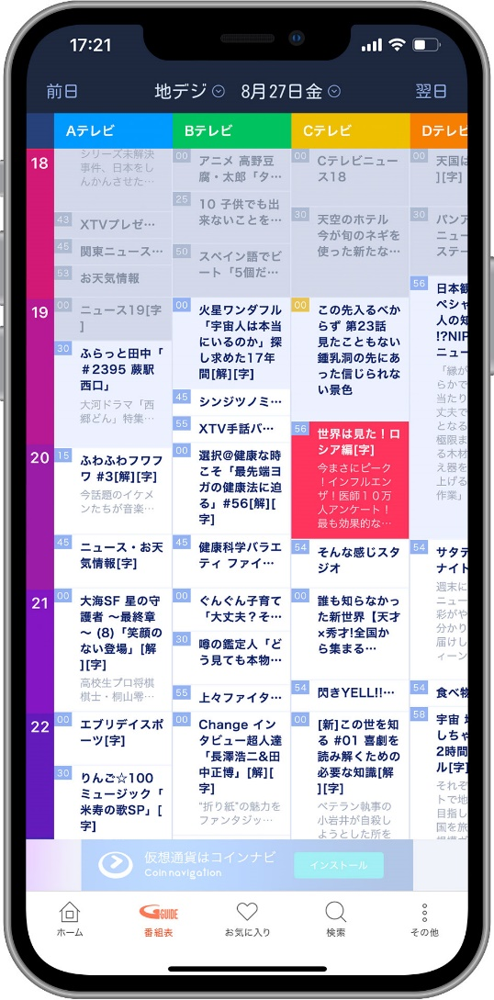 17:21
前日
地デジ
8月27日金
翌日
Aテレビ
Bテレビ
Cテレビ
Dテレビ
18
シリーズ未解決
事件、日本をし
んかんさせた…
43
XTVプレゼ…
45
関東ニュース…
53
お天気情報
19
00
ニュース19[字
]
30
ふらっと田中「
＃2395 蕨駅
西口」
大河ドラマ「西
郷どん」特集…
20
15
ふわふわフワフ
ワ #3[解][字]
今話題のイケメ
ンたちが音楽…
45
ニュース・お天
気情報[字]
21
00
大海SF 星の守
護者 〜最終章
〜 (8)「笑顔の
ない登場」[解
][字]
高校生プロ将棋
棋士・桐山零…
22
00
エブリデイスポ
ーツ[字]
30
りんご☆100
ミュージック「
米寿の歌SP」[
字]
00
アニメ 高野豆
腐・太郎「タ…
25
10 子供でも出
来ないことを…
50
スペイン語でビ
ート「5個だ…
00
火星ワンダフル
「宇宙人は本当
にいるのか」探
し求めた17年
間[解][字]
45
シンジツノミ…
55
XTV手話バ…
00
選択@健康な時
こそ「最先端ヨ
ガの健康法に迫
る」#56[解][
字]
45
健康科学バラエ
ティ ファイ…
00
ぐんぐん子育て
「大丈夫？そ…
30
噂の鑑定人「ど
う見ても本物…
55
上々ファイタ…
00
Change イン
タビュー超人達
「長澤浩二&田
中正博」[解][
字]
“折り紙”の魅力を
ファンタジッ…
00
Cテレビニュー
ス18
30
天空のホテル
今が旬のネギを
使った新たな…
00
この先入るべか
らず 第23話
見たこともない
鍾乳洞の先にあ
った信じられな
い景色
56
世界は見た！ロ
シア編[字]
今まさにピーク
！インフルエン
ザ！医師１０万
人アンケート！
最も効果的な…
54
そんな感じスタ
ジオ
00
誰も知らなかっ
た新世界【天才
×秀才!全国か
ら集まる…
54
閃きYELL!!…
00
[新]この世を知
る #01 喜劇を
読み解くための
必要な知識[解
][字]
ベテラン執事の
小岩井が自殺し
ようとした所を
00
天国は
][字]
30
バンア
ニュー
ステー
56
日本観
ペシャ
人の知
!?NIP
ニュー
「縁が
らかで
当たり
丈夫で
となる
極限ま
る木材
え器を
上げる
作業」
54
サタデ
ナイト
週末に
ニュー
彩がや
分かり
届けし
ィーン
54
食べ物
58
宇宙 地
しちゃ
2時間
ル[字]
それぞ
トで地
目指し
国を旅
仮想通貨はコインナビ
Coin navigation
インストール
ホーム
G GUIDE
番組表
お気に入り
検索
その他